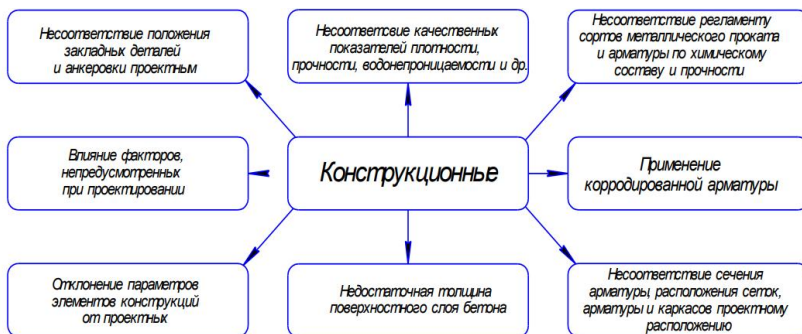 Несоответствие положения
закладных деталей
и анкеровки проектным
Несоответсвие качественных
показателей плотности,
прочности, водонепроницаемости и др.
Несоответствие регламенту
сортов металлического проката
и арматуры по химическому
составу и прочности
Влияние факторов,
непредусмотренных
при проектировании
Конструкционные
Применение
корродированной арматуры
Отклонение параметров
элементов конструкций
от проектных
Недостаточная толщина
поверхностного слоя бетона
Несоответствие сечения
арматуры, расположения сеток,
арматуры и каркасов проектному
расположению